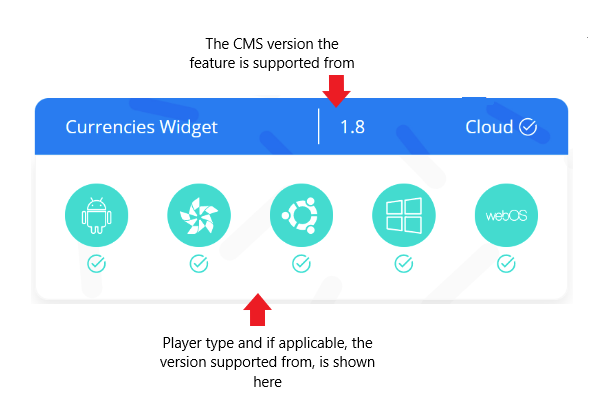 The CMS version the
feature is supported from
Currencies Widget 1.8 Cloud
webOS
Player type and if applicable, the
version supported from, is shown
here